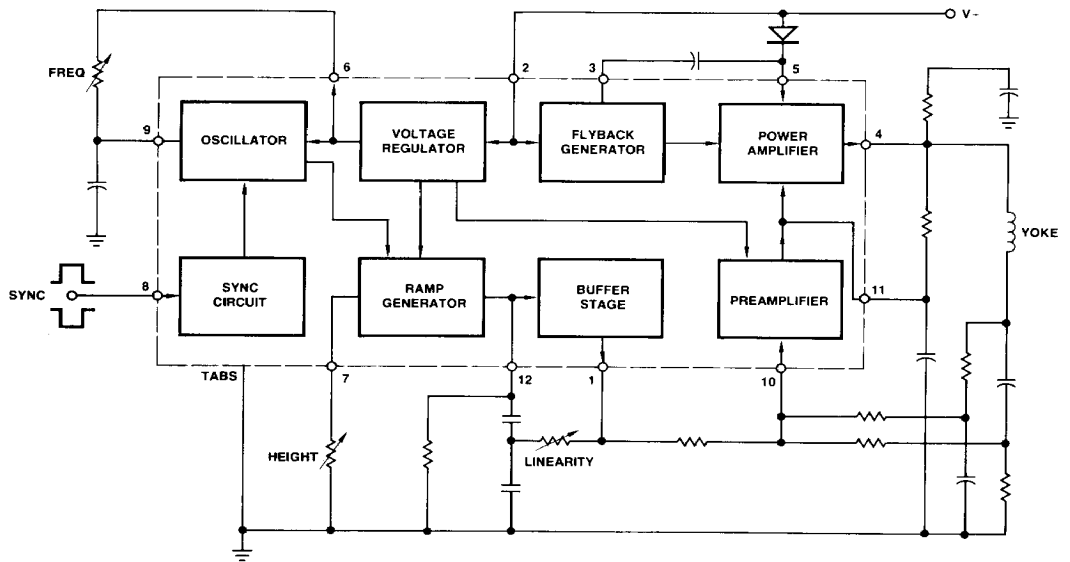 V-
FREQ
6
2
3
5
9
OSCILLATOR
VOLTAGE
REGULATOR
FLYBACK
GENERATOR
POWER
AMPLIFIER
4
YOKE
SYNC
8
SYNC
CIRCUIT
RAMP
GENERATOR
BUFFER
STAGE
PREAMPLIFIER
11
TABS
7
12
1
10
HEIGHT
LINEARITY